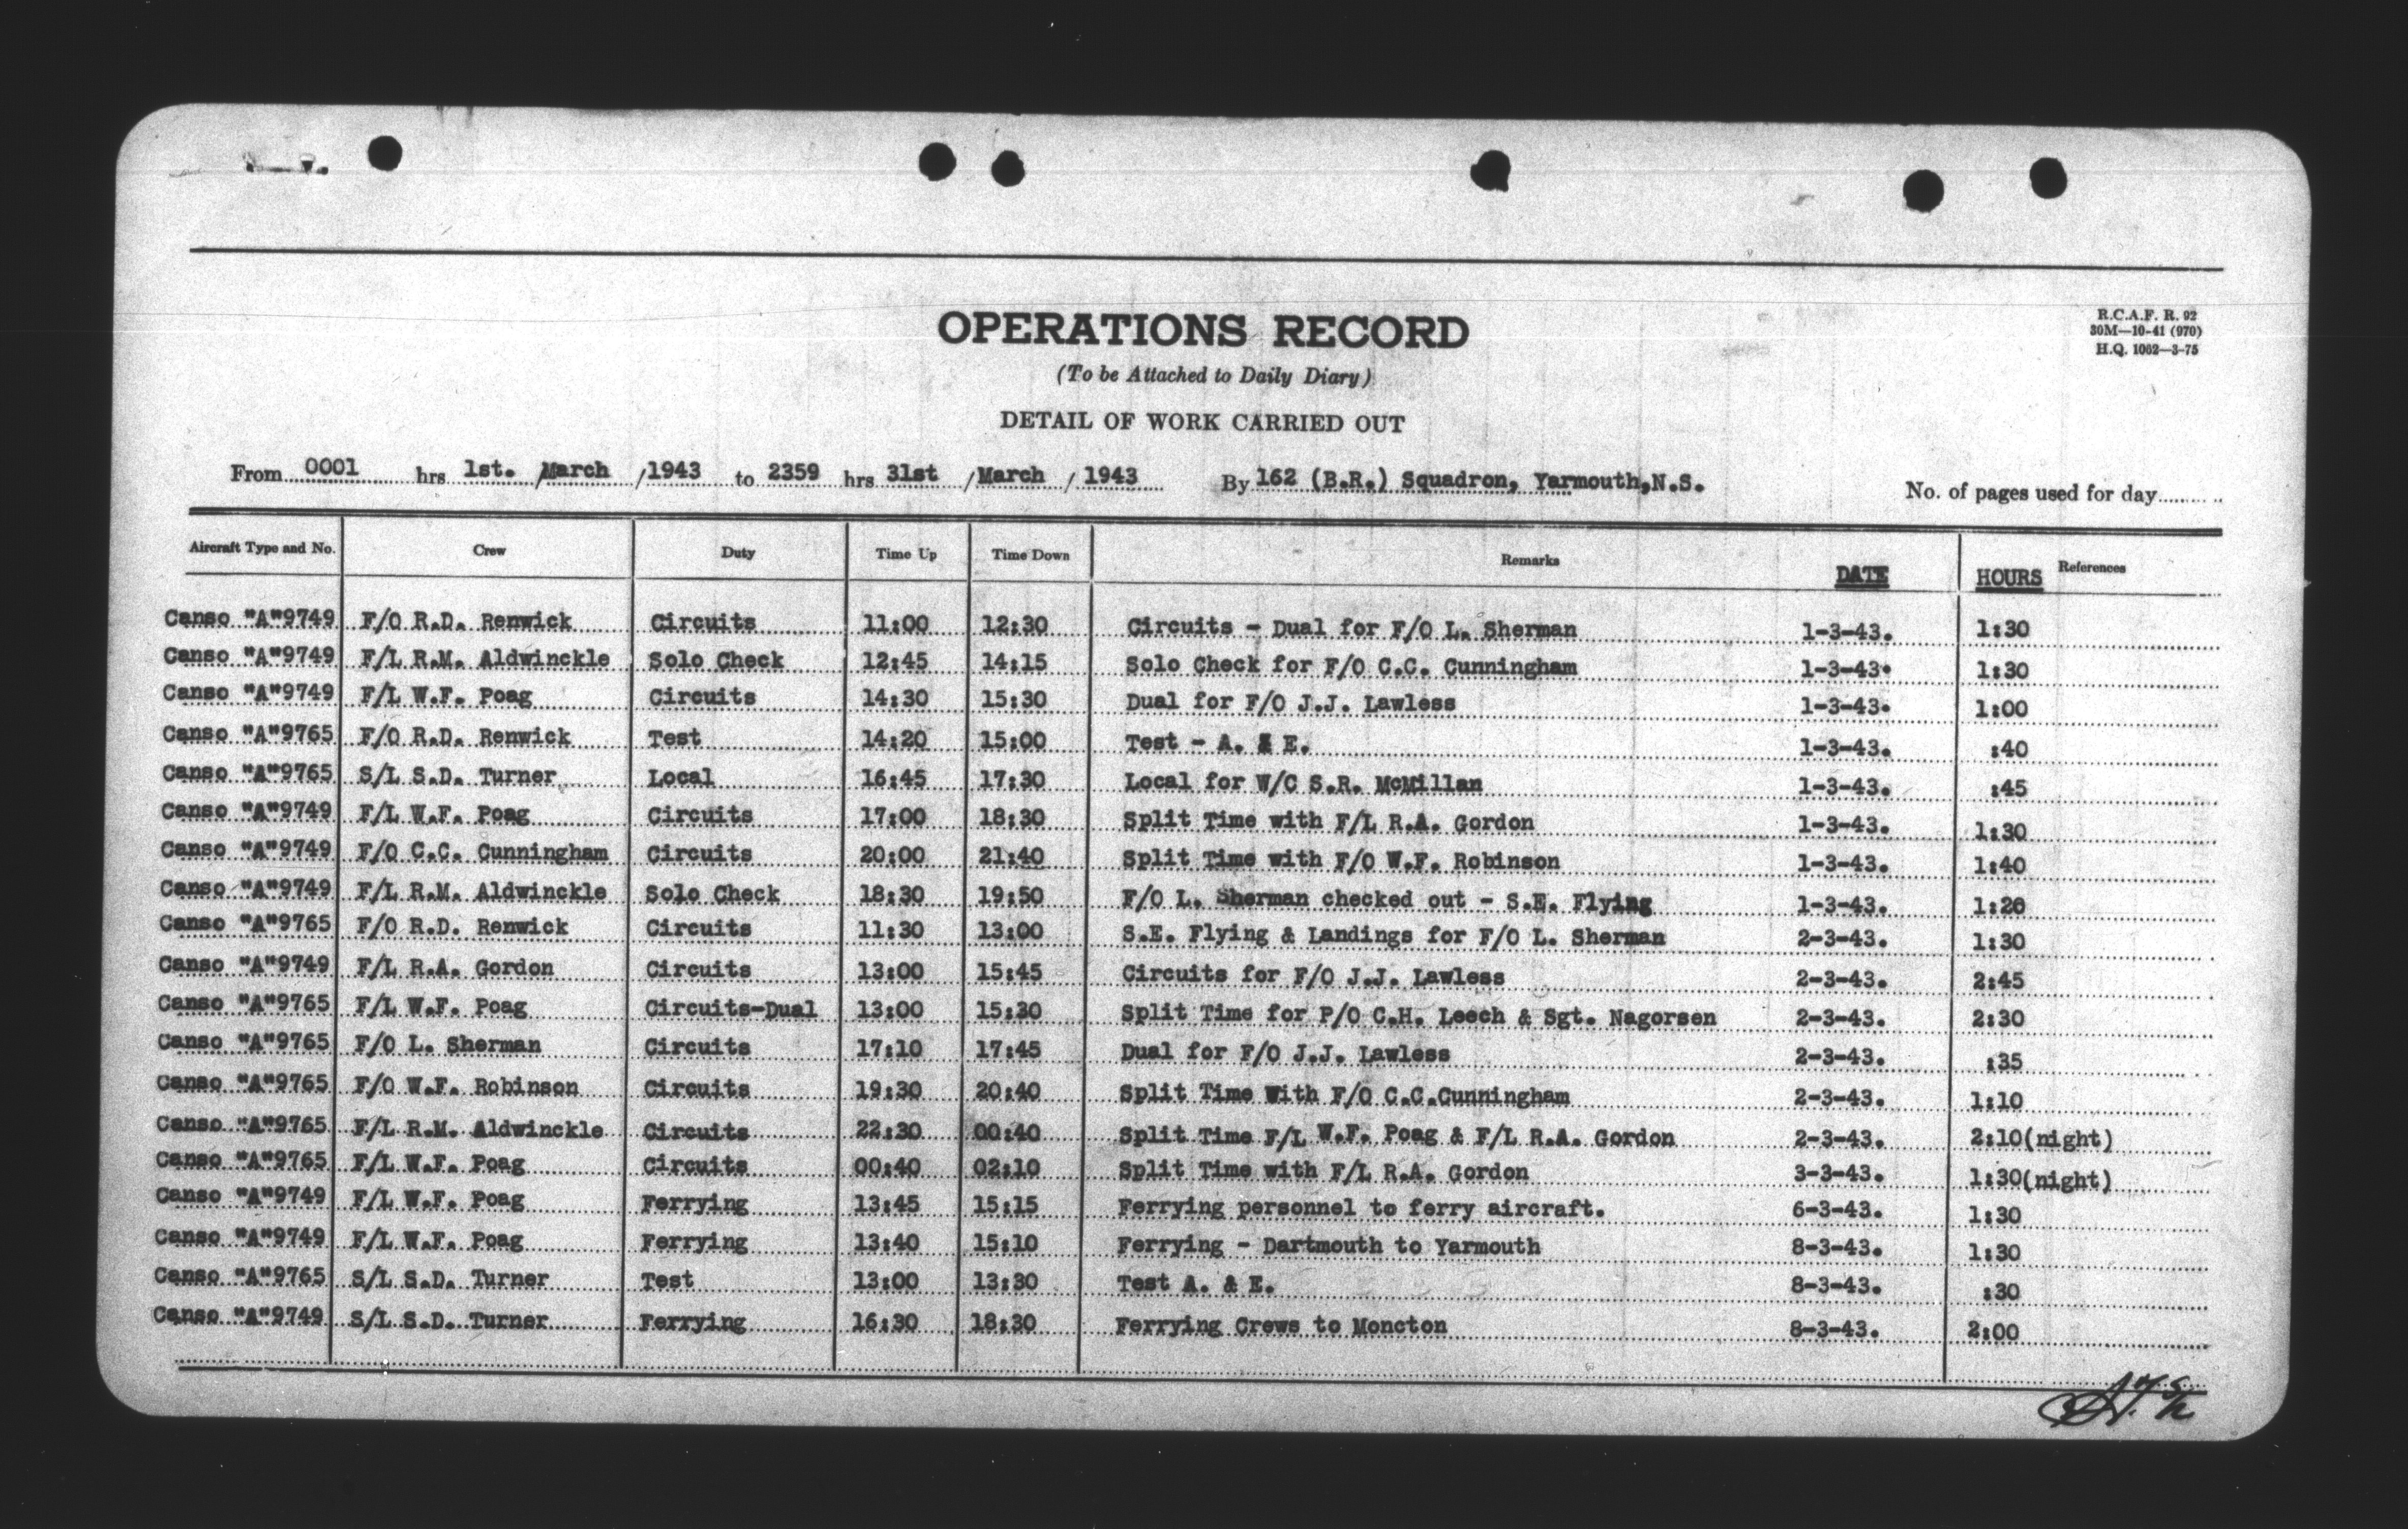 OPERATIONS RECORD
R.C.A.F. R. 92
30M—10-41 (970)
H.Q. 1062—3-75
(To be Attached to Daily Diary)
DETAIL OF WORK CARRIED OUT
From 0001 hrs 1st. /March /1943 to 2359 hrs 31st /March / 1943 By 162 (B.R.) Squadron, Yarmouth,N.S. No. of pages used for day
Aircraft Type and No. Crew Duty Time Up Time Down Remarks DATE HOURS References
Canso "A"9749 F/O R.D. Renwick Circuits 11:00 12:30 Circuits - Dual for F/O L. Sherman 1-3-43. 1:30
Canso "A"9749 F/L R.M. Aldwinckle Solo Check 12:45 14:15 Solo Check for F/O C.C. Cunningham 1-3-43. 1:30
Canso "A"9749 F/L W.F. Poag Circuits 14:30 15:30 Dual for F/O J.J. Lawless 1-3-43. 1:00
Canso "A"9765 F/O R.D. Renwick Test 14:20 15:00 Test - A. & E. 1-3-43. :40
Canso "A"9765 S/L S.D. Turner Local 16:45 17:30 Local for W/C S.R. McMillan 1-3-43. :45
Canso "A"9749 F/L W.F. Poag Circuits 17:00 18:30 Split Time with F/L R.A. Gordon 1-3-43. 1:30
Canso "A"9749 F/O C.C. Cunningham Circuits 20:00 21:40 Split Time with F/O W.F. Robinson 1-3-43. 1:40
Canso "A"9749 F/L R.M. Aldwinckle Solo Check 18:30 19:50 F/O L. Sherman checked out - S.E. Flying 1-3-43. 1:20
Canso "A"9765 F/O R.D. Renwick Circuits 11:30 13:00 S.E. Flying & Landings for F/O L. Sherman 2-3-43. 1:30
Canso "A"9749 F/L R.A. Gordon Circuits 13:00 15:45 Circuits for F/O J.J. Lawless 2-3-43. 2:45
Canso "A"9765 F/L W.F. Poag Circuits-Dual 13:00 15:30 Split Time for P/O C.H. Leech & Sgt. Nagorsen 2-3-43. 2:30
Canso "A"9765 F/O L. Sherman Circuits 17:10 17:45 Dual for F/O J.J. Lawless 2-3-43. :35
Canso "A"9765 F/O W.F. Robinson Circuits 19:30 20:40 Split Time With F/O C.C.Cunningham 2-3-43. 1:10
Canso "A"9765 F/L R.M. Aldwinckle Circuits 22:30 00:40 Split Time F/L W.F. Poag & F/L R.A. Gordon 2-3-43. 2:10(night)
Canso "A"9765 F/L W.F. Poag Circuits 00:40 02:10 Split Time with F/L R.A. Gordon 3-3-43. 1:30(night)
Canso "A"9749 F/L W.F. Poag Ferrying 13:45 15:15 Ferrying personnel to ferry aircraft. 6-3-43. 1:30
Canso "A"9749 F/L W.F. Poag Ferrying 13:40 15:10 Ferrying - Dartmouth to Yarmouth 8-3-43. 1:30
Canso "A"9765 S/L S.D. Turner Test 13:00 13:30 Test A. & E. 8-3-43. :30
Canso "A"9749 S/L S.D. Turner Ferrying 16:30 18:30 Ferrying Crews to Moncton 8-3-43. 2:00